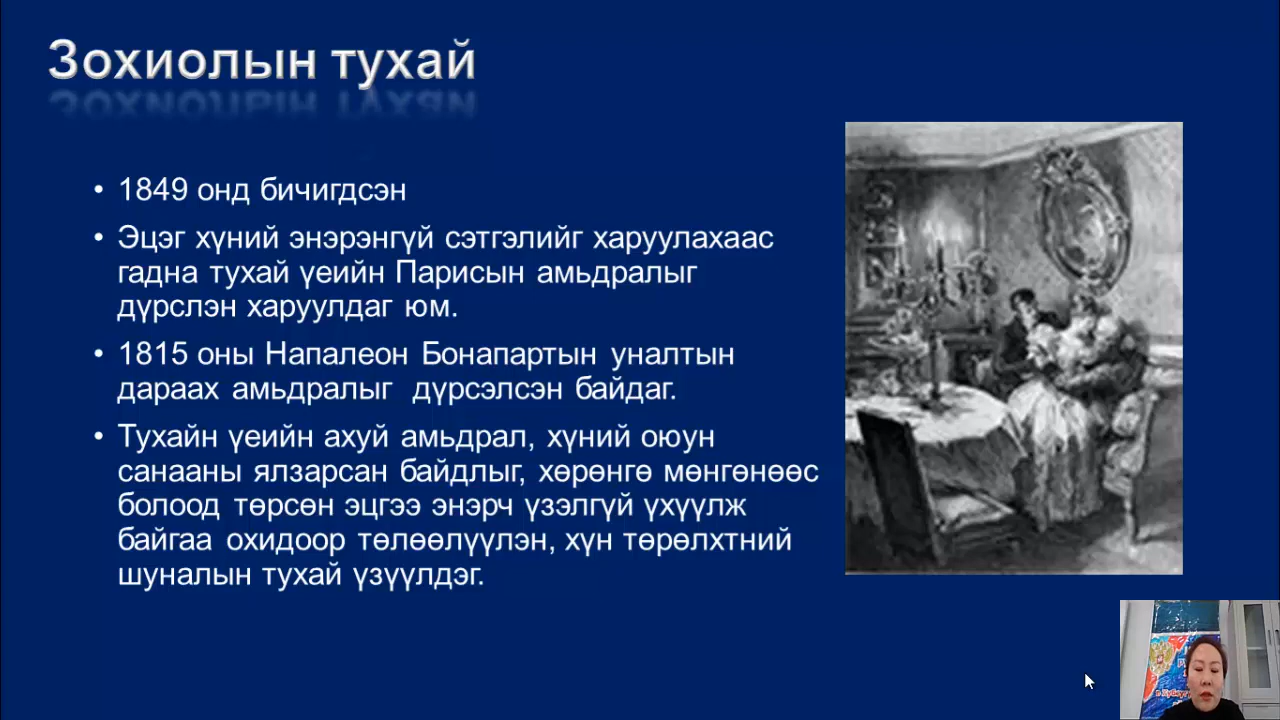 Зохиолын тухай
• 1849 онд бичигдсэн
• Эцэг хүний энэрэнгүй сэтгэлийг харуулахаас
гадна тухай үеийн Парисын амьдралыг
дүрслэн харуулдаг юм.
• 1815 оны Напалеон Бонапартын уналтын
дараах амьдралыг дүрсэлсэн байдаг.
• Тухайн үеийн ахуй амьдрал, хүний оюун
санааны ялзарсан байдлыг, хөрөнгө мөнгөнөөс
болоод төрсөн эцгээ энэрч үзэлгүй үхүүлж
байгаа охидоор төлөөлүүлэн, хүн төрөлхтний
шуналын тухай үзүүлдэг.